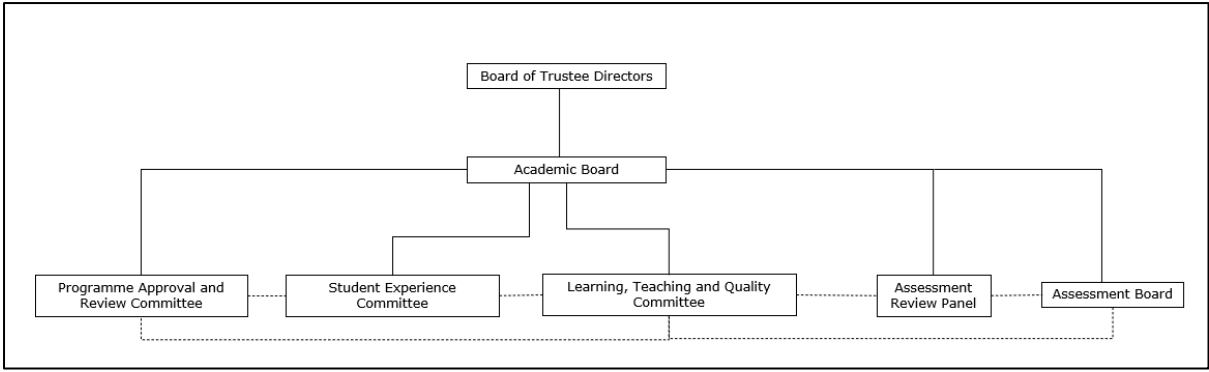 Board of Trustee Directors
Academic Board
Programme Approval and
Review Committee
Student Experience
Committee
Learning, Teaching and Quality
Committee
Assessment
Review Panel
Assessment Board